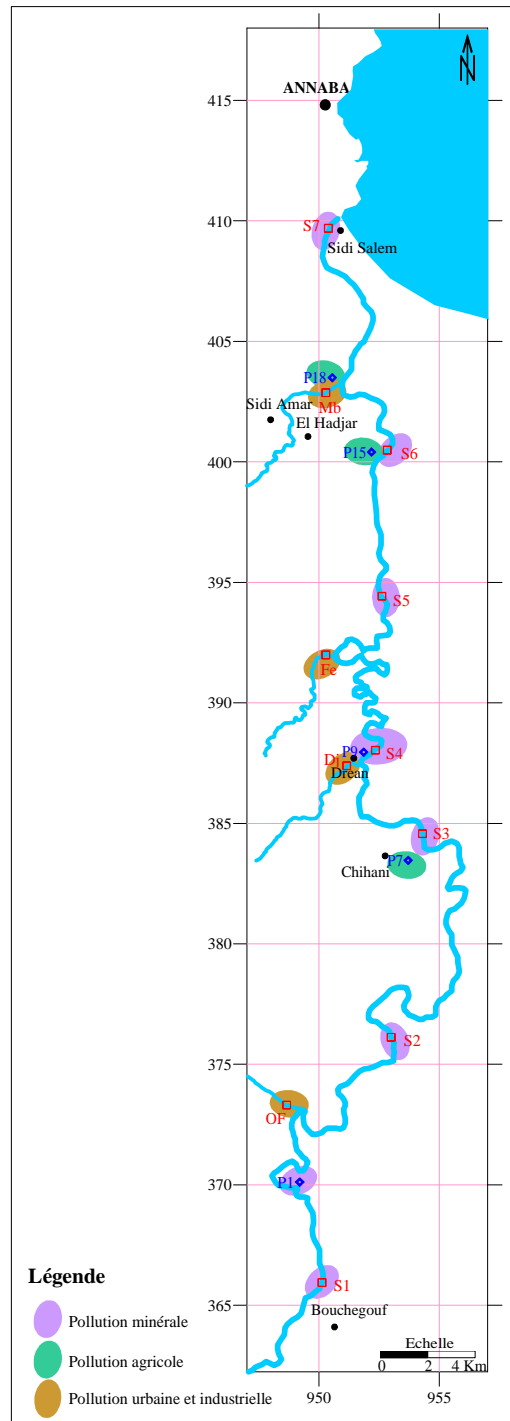 N
ANNABA
415
410
S7
Sidi Salem
405
P18
Mb
Sidi Amar
El Hadjar
P15
S6
400
395
S5
Fe
390
P9
S4
Dr
Drean
385
S3
P7
Chihani
380
S2
375
OF
370
P1
S1
365
Bouchegouf
Légende
Pollution minérale
Pollution agricole
Pollution urbaine et industrielle
Echelle
0 2 4 Km
950 955